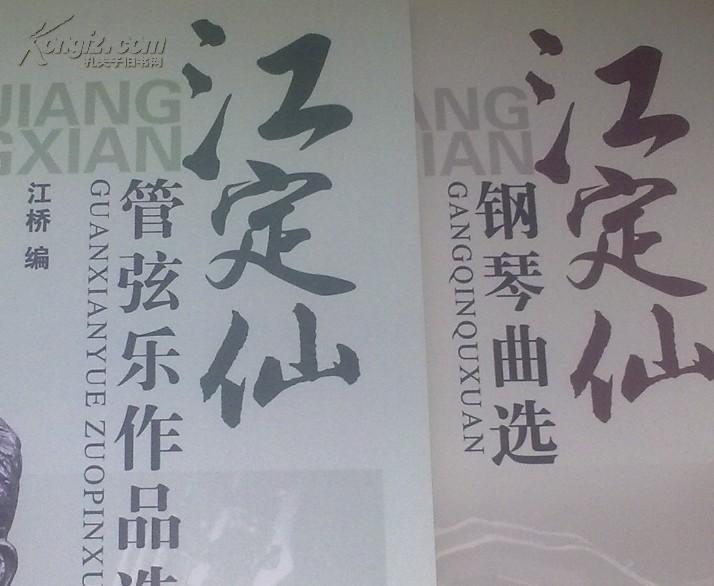 Kongfz.com
孔夫子旧书网
JIANG
GXIAN
江定仙
管弦乐作品选
GUANXIANYUE ZUOPINXU
江桥 编
ANG
IAN
江定仙
钢琴曲选
GANGQINQUXUAN